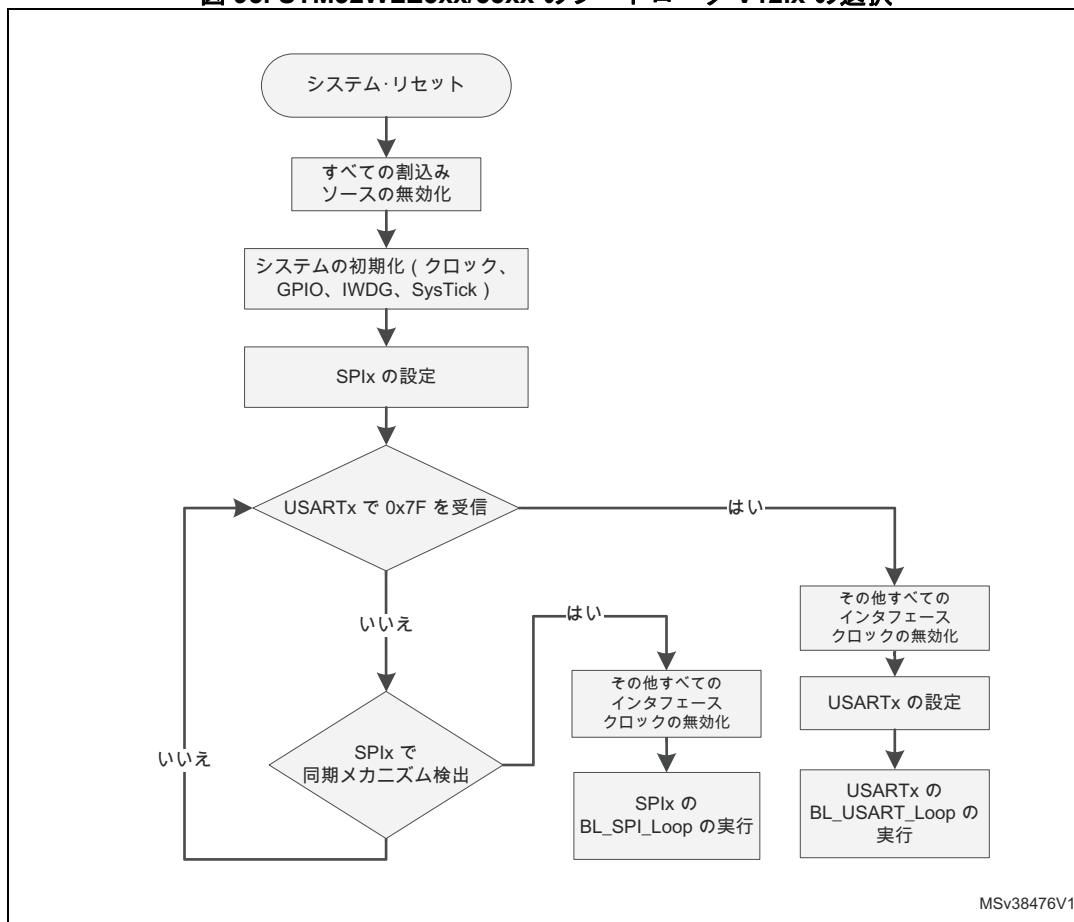 システム・リセット
すべての割込み
ソースの無効化
システムの初期化 ( クロック、
GPIO、IWDG、SysTick )
SPIx の設定
USARTx で 0x7F を受信
はい
いいえ
はい
その他すべての
インタフェース
クロックの無効化
USARTx の設定
その他すべての
インタフェース
クロックの無効化
いいえ
SPIx で
同期メカニズム検出
SPIx の
BL_SPI_Loop の実行
USARTx の
BL_USART_Loop の
実行
MSv38476V1